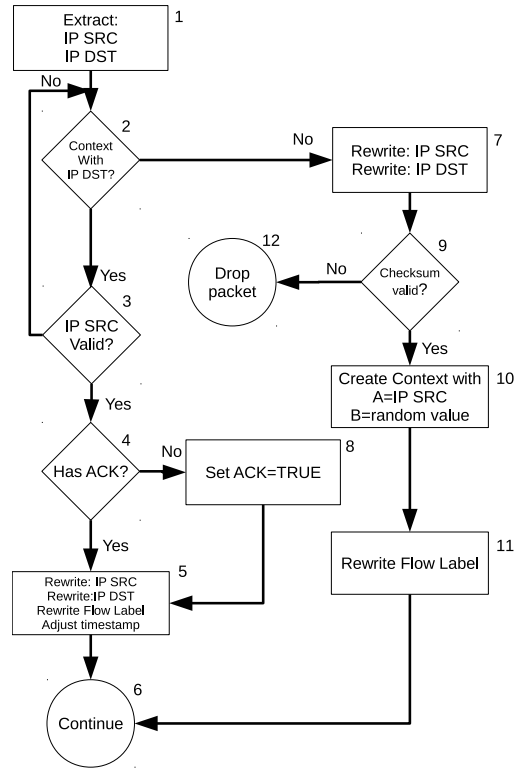 1
Extract:
IP SRC
IP DST
No
2
Context
With
IP DST?
No
7
Rewrite: IP SRC
Rewrite: IP DST
Yes
3
IP SRC
Valid?
12
Drop
packet
No
9
Checksum
valid?
Yes
Yes
10
Create Context with
A=IP SRC
B=random value
4
Has ACK?
No
8
Set ACK=TRUE
Yes
11
Rewrite Flow Label
5
Rewrite: IP SRC
Rewrite:IP DST
Rewrite Flow Label
Adjust timestamp
6
Continue